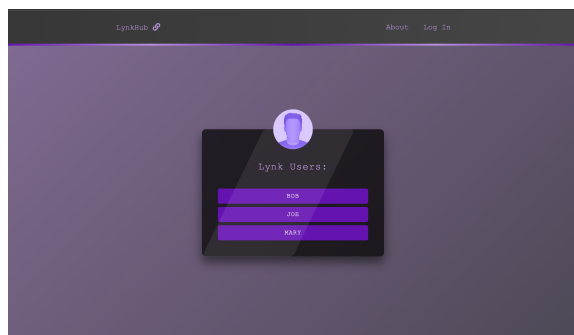 LynkHub
About Log In
Lynk Users:
BOB
JOE
MARY